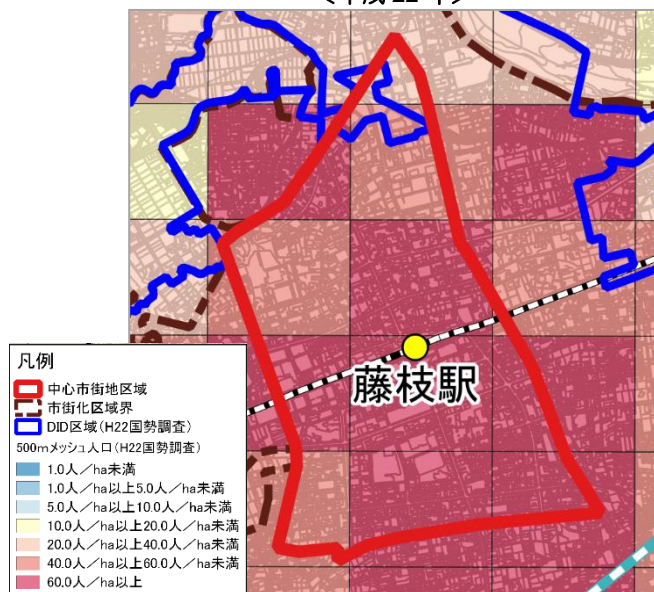 藤枝駅
凡例
中心市街地区域
市街化区域界
DID区域(H22国勢調査)
500mメッシュ人口(H22国勢調査)
1.0人/ha未満
1.0人/ha以上5.0人/ha未満
5.0人/ha以上10.0人/ha未満
10.0人/ha以上20.0人/ha未満
20.0人/ha以上40.0人/ha未満
40.0人/ha以上60.0人/ha未満
60.0人/ha以上